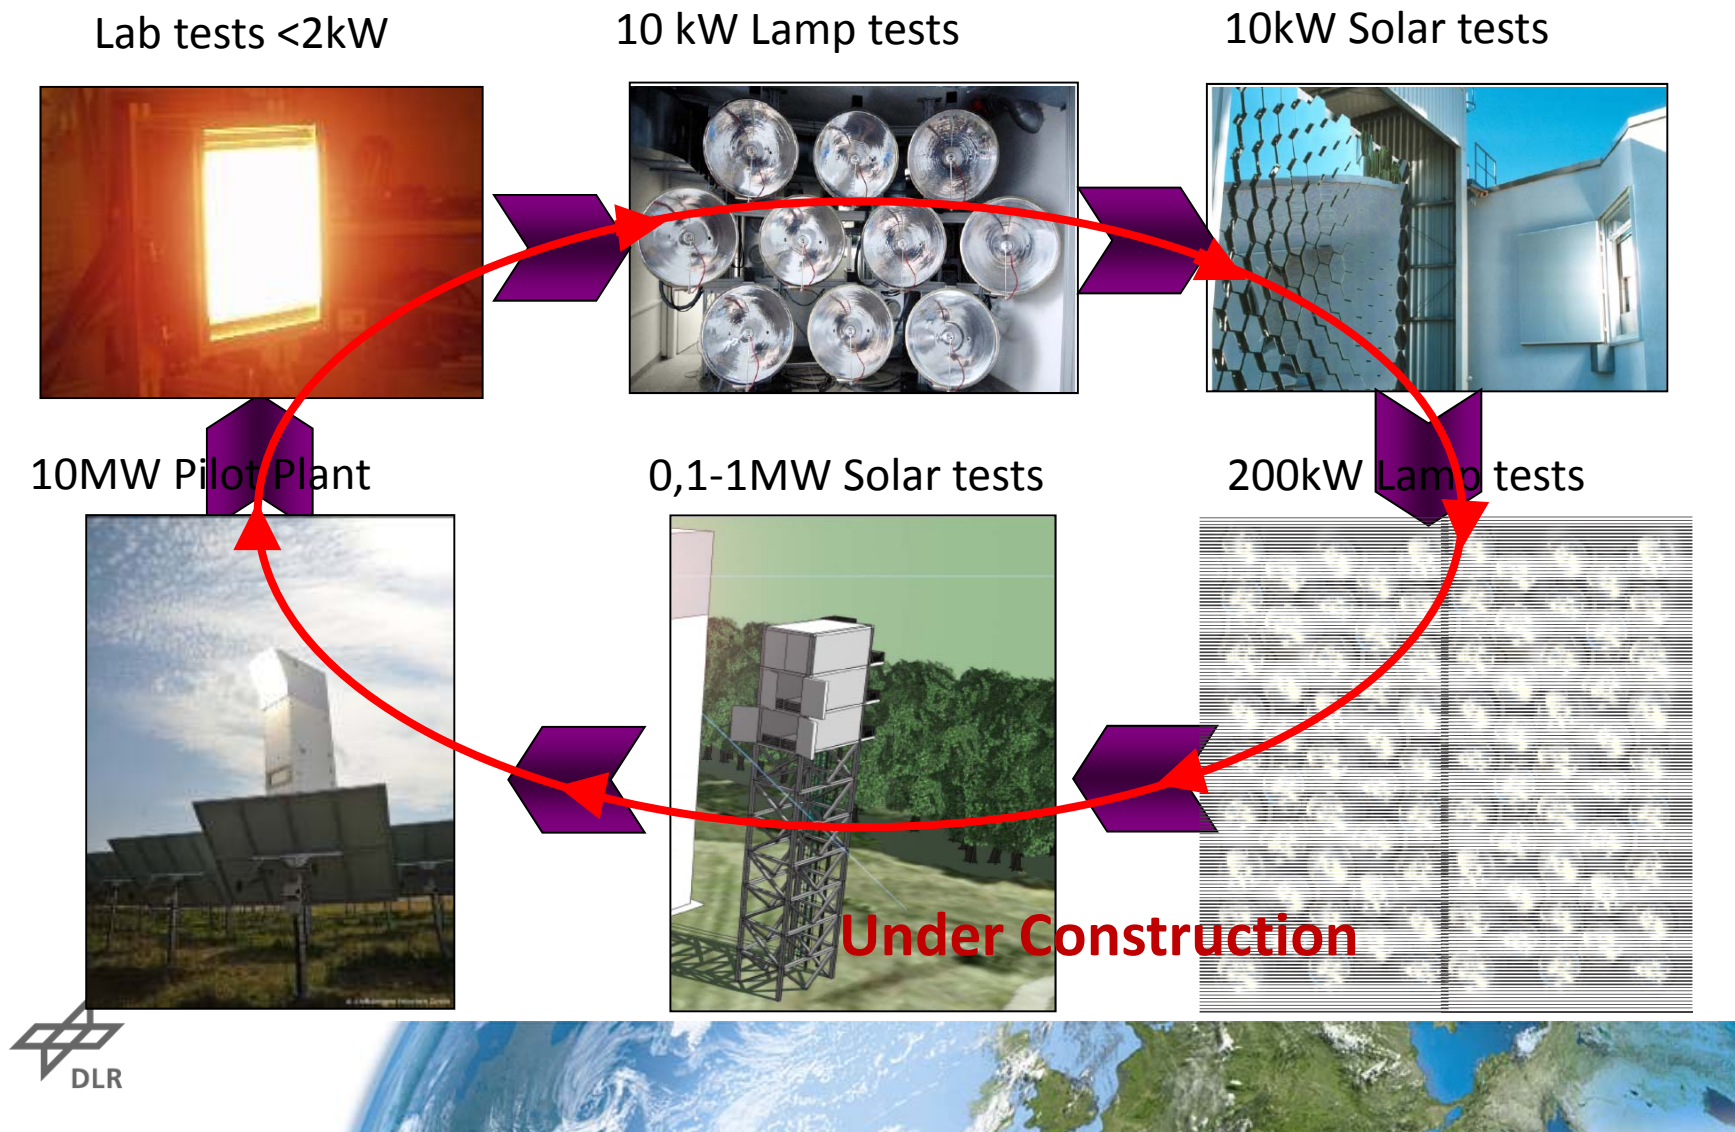 Lab tests <2kW
10 kW Lamp tests
10kW Solar tests
10MW Pilot Plant
0,1-1MW Solar tests
200kW Lamp tests
Under Construction
DLR